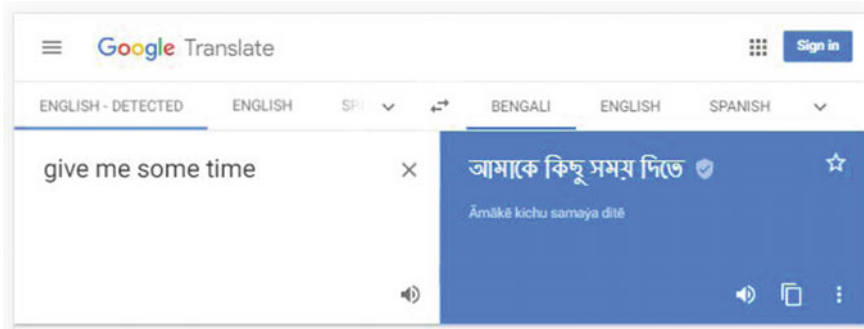 Google Translate
Sign in
ENGLISH - DETECTED ENGLISH BENGALI ENGLISH SPANISH
give me some time
আমাকে কিছু সময় দিতে
Āmākē kichu samaẏa ditē